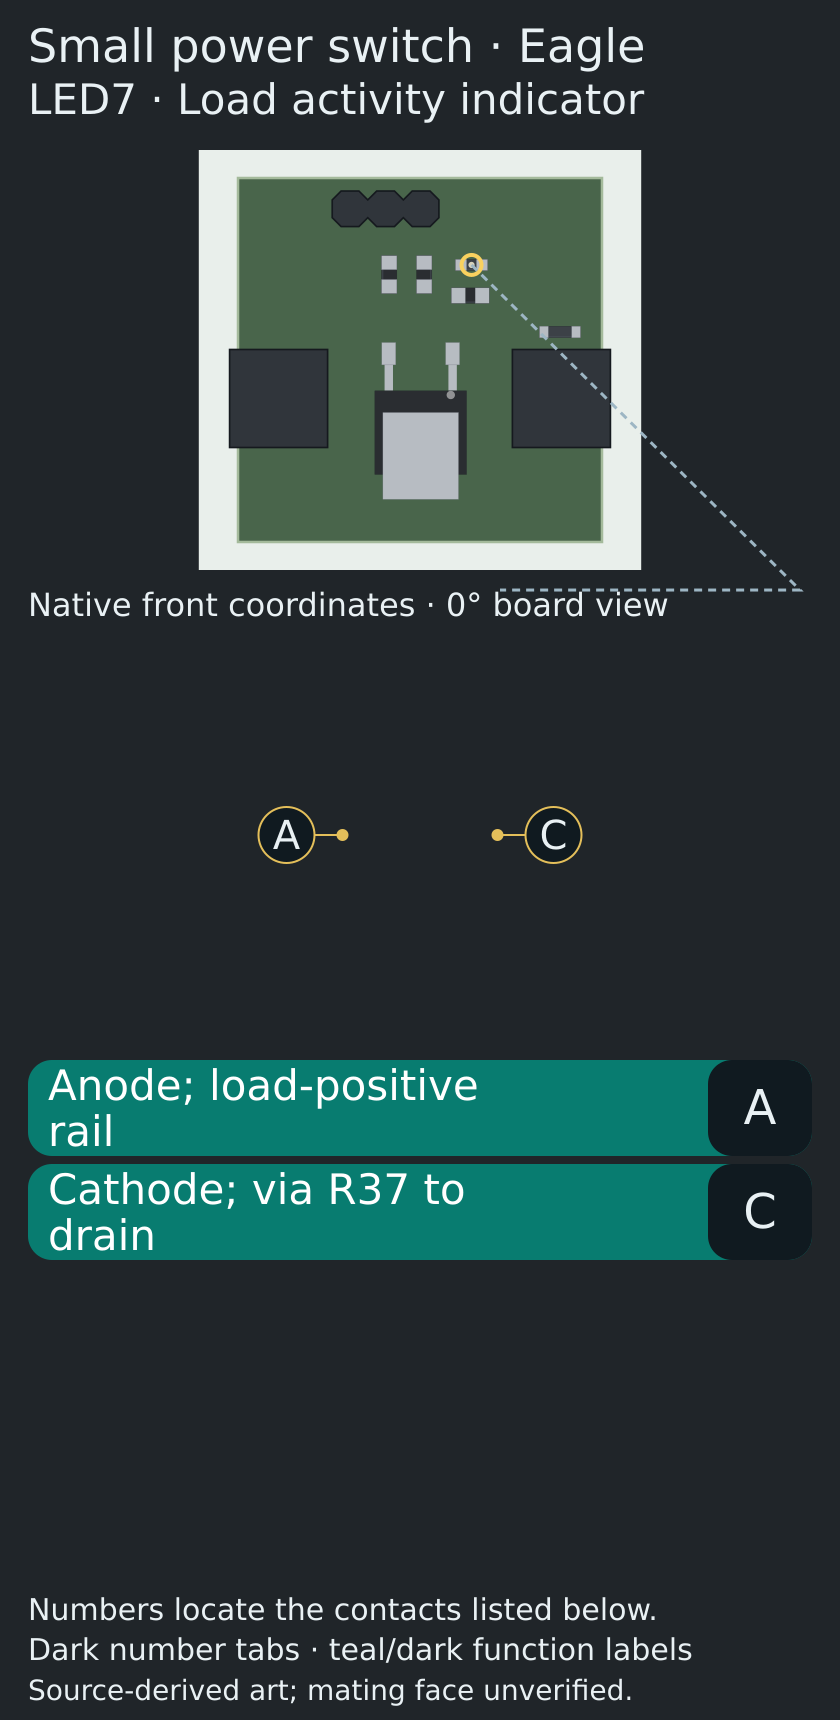 Small power switch · Eagle
LED7 · Load activity indicator
Native front coordinates · 0° board view
A
C
Anode; load-positive
rail
A
Cathode; via R37 to
drain
C
Numbers locate the contacts listed below.
Dark number tabs · teal/dark function labels
Source-derived art; mating face unverified.